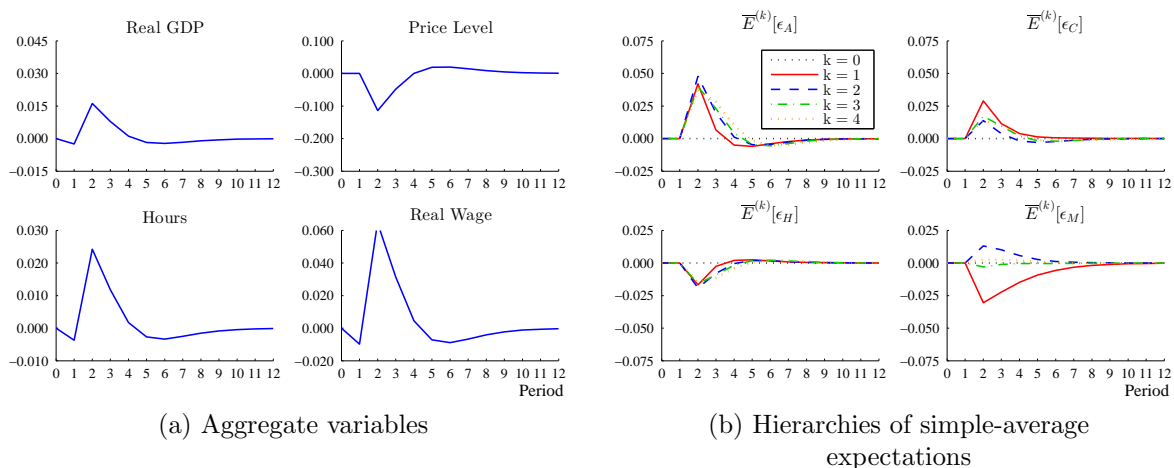 Real GDP
0.045
0.030
0.015
0.000
−0.015
0 1 2 3 4 5 6 7 8 9 10 11 12
Price Level
0.100
0.000
−0.100
−0.200
−0.300
0 1 2 3 4 5 6 7 8 9 10 11 12
Hours
0.030
0.020
0.010
0.000
−0.010
0 1 2 3 4 5 6 7 8 9 10 11 12
Real Wage
0.060
0.040
0.020
0.000
−0.020
0 1 2 3 4 5 6 7 8 9 10 11 12
Period
(a) Aggregate variables
E̅⁽ᵏ⁾[ϵ_A]
0.075
0.050
0.025
0.000
−0.025
0 1 2 3 4 5 6 7 8 9 10 11 12
k = 0
k = 1
k = 2
k = 3
k = 4
E̅⁽ᵏ⁾[ϵ_C]
0.075
0.050
0.025
0.000
−0.025
0 1 2 3 4 5 6 7 8 9 10 11 12
E̅⁽ᵏ⁾[ϵ_H]
0.025
0.000
−0.025
−0.050
−0.075
0 1 2 3 4 5 6 7 8 9 10 11 12
E̅⁽ᵏ⁾[ϵ_M]
0.025
0.000
−0.025
−0.050
−0.075
0 1 2 3 4 5 6 7 8 9 10 11 12
Period
(b) Hierarchies of simple-average
expectations